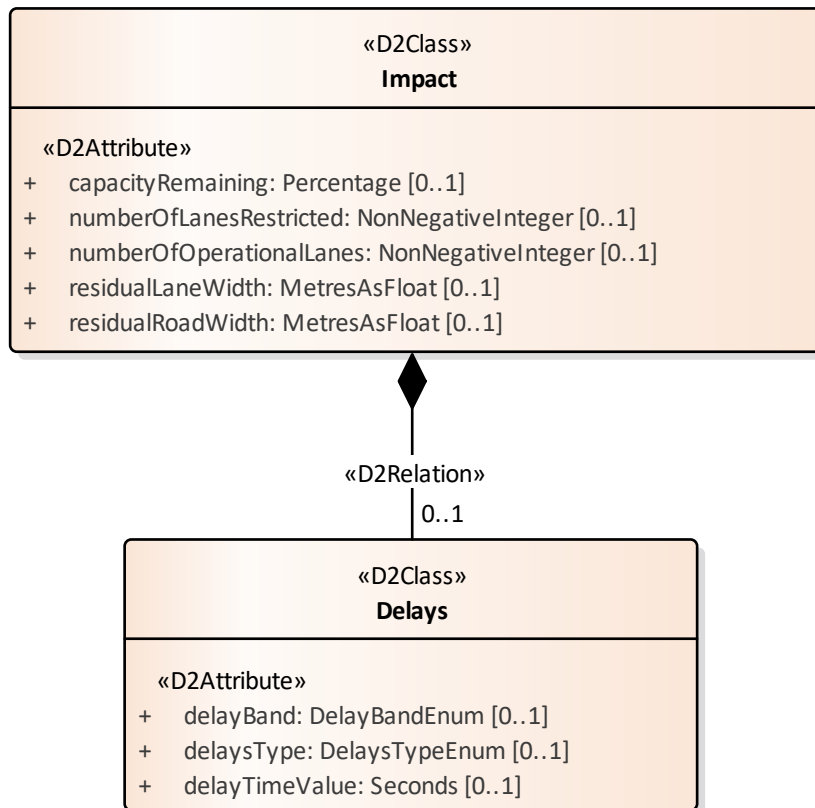 «D2Class»
Impact
«D2Attribute»
+ capacityRemaining: Percentage [0..1]
+ numberOfLanesRestricted: NonNegativeInteger [0..1]
+ numberOfOperationalLanes: NonNegativeInteger [0..1]
+ residualLaneWidth: MetresAsFloat [0..1]
+ residualRoadWidth: MetresAsFloat [0..1]
«D2Relation»
0..1
«D2Class»
Delays
«D2Attribute»
+ delayBand: DelayBandEnum [0..1]
+ delaysType: DelaysTypeEnum [0..1]
+ delayTimeValue: Seconds [0..1]